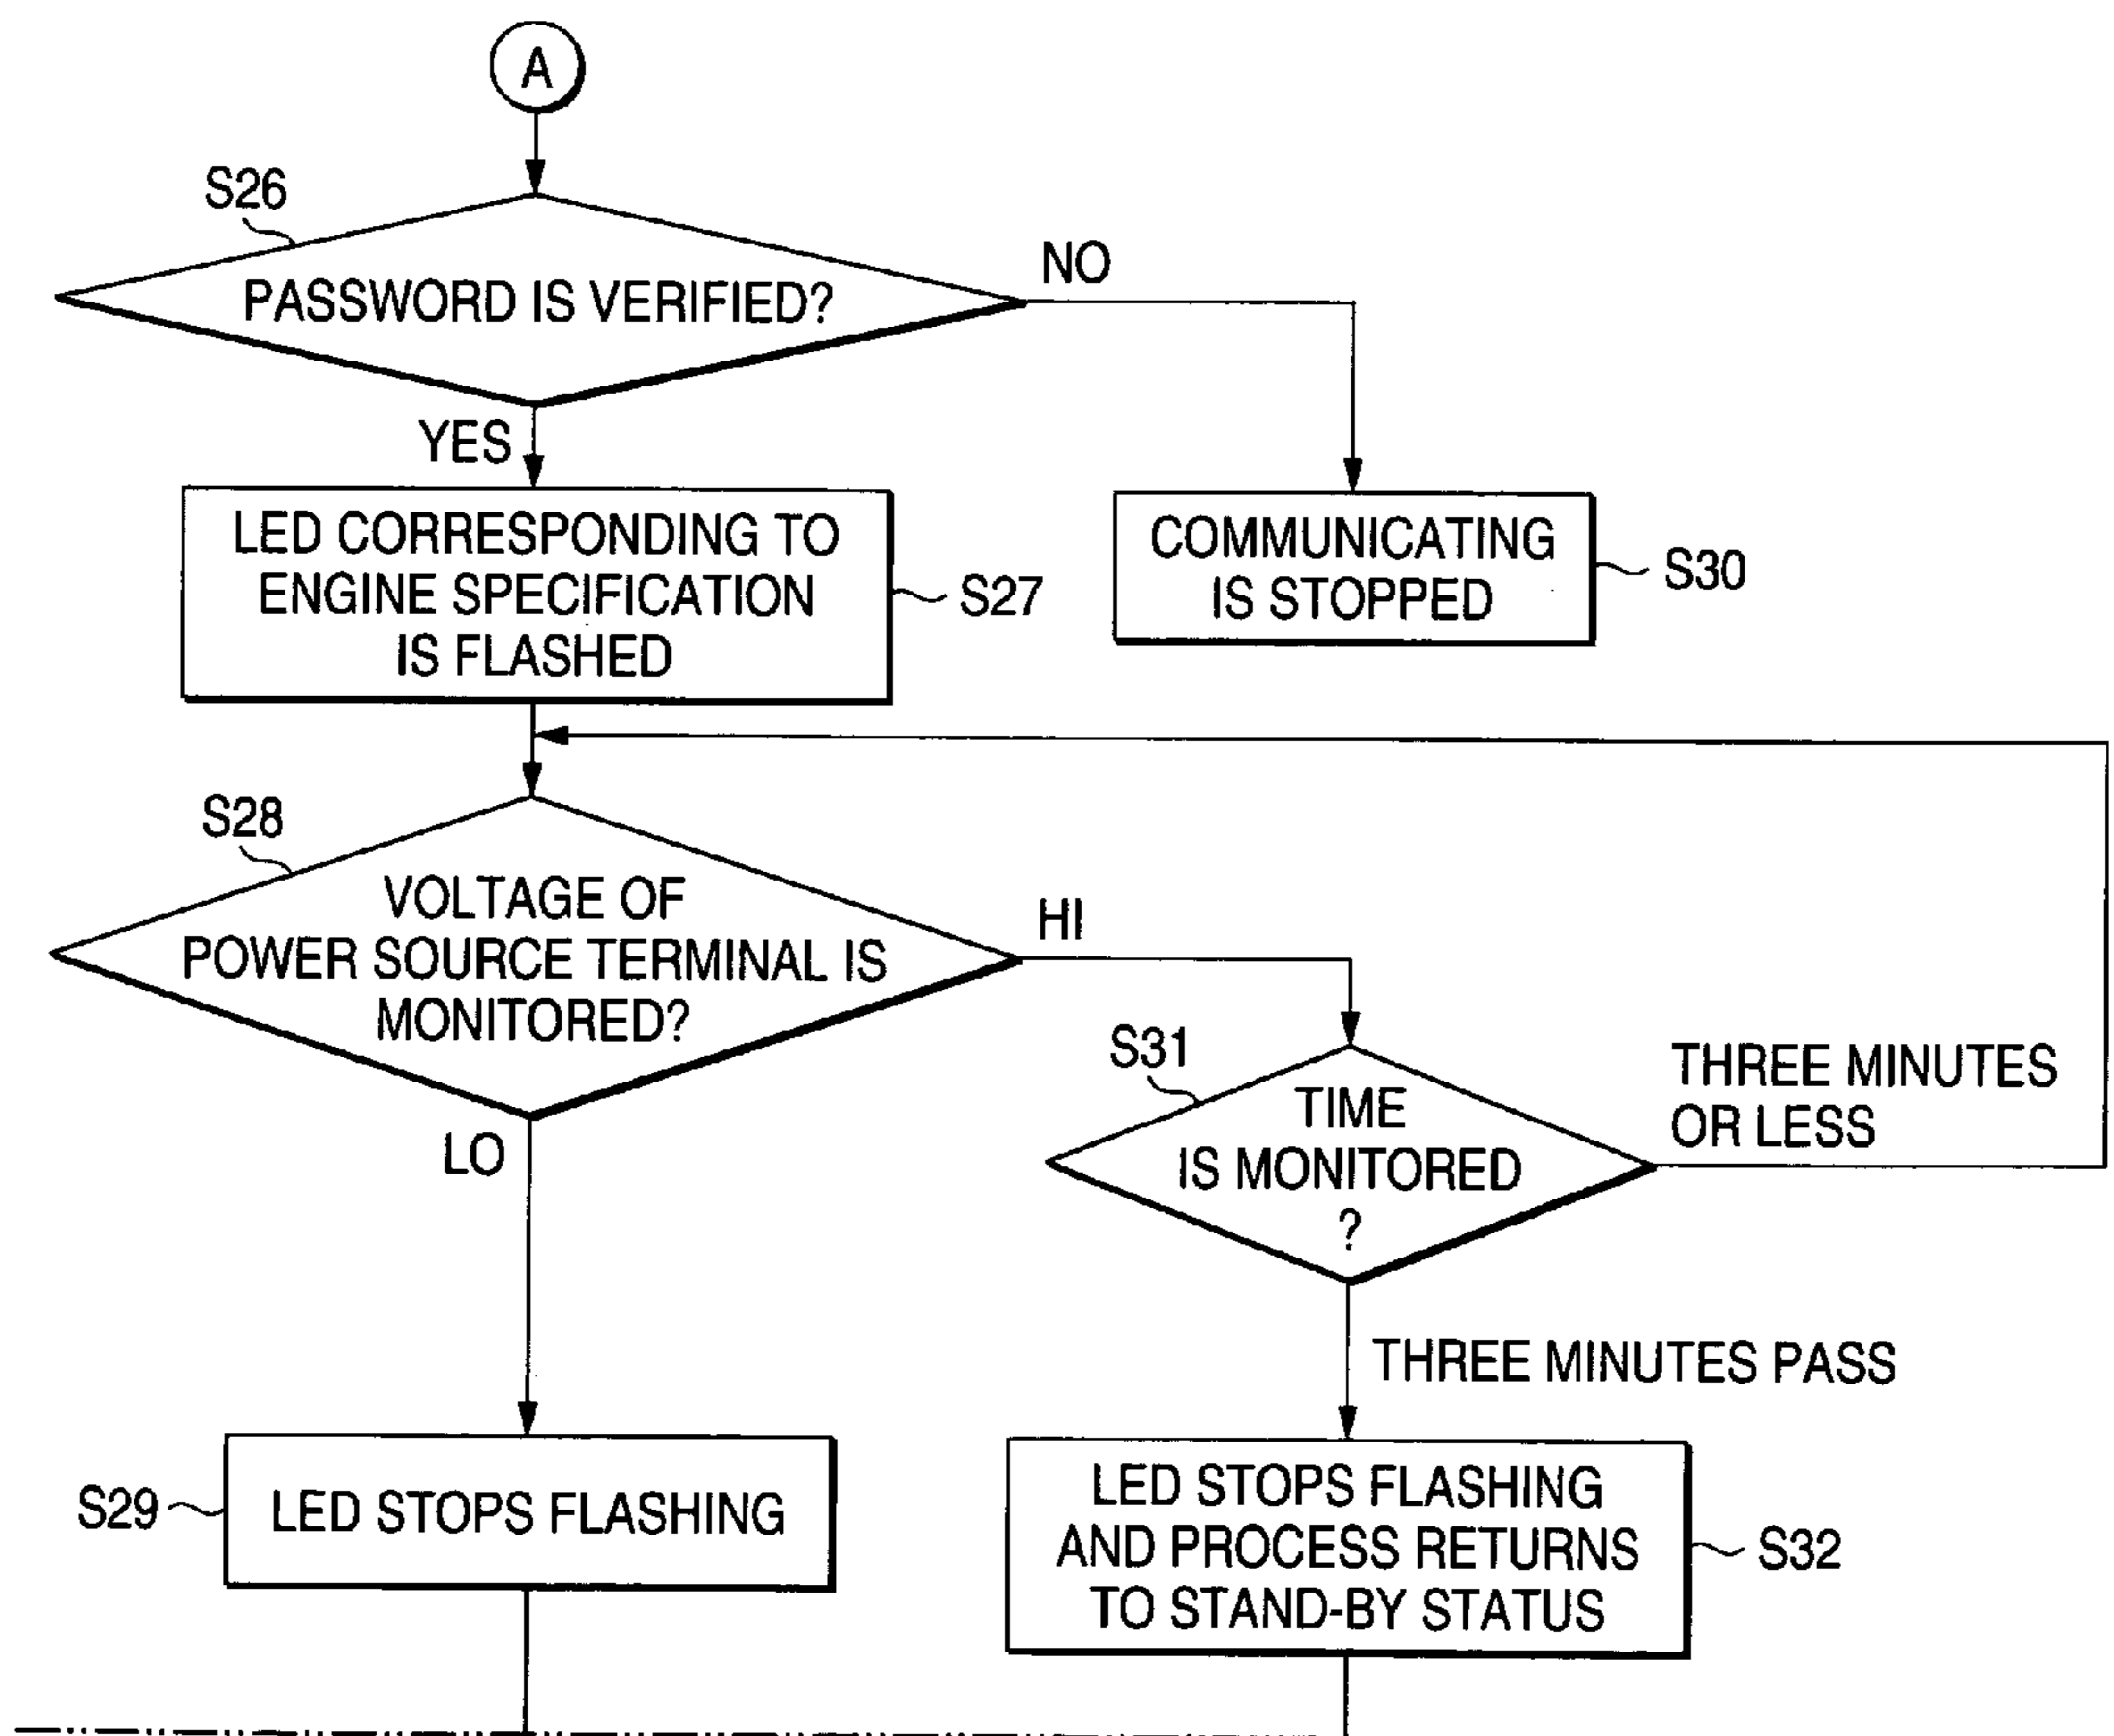 A
S26
PASSWORD IS VERIFIED?
NO
YES
LED CORRESPONDING TO
ENGINE SPECIFICATION
IS FLASHED
S27
COMMUNICATING
IS STOPPED
S30
S28
VOLTAGE OF
POWER SOURCE TERMINAL IS
MONITORED?
HI
LO
S31
TIME
IS MONITORED
?
THREE MINUTES
OR LESS
THREE MINUTES PASS
S29
LED STOPS FLASHING
LED STOPS FLASHING
AND PROCESS RETURNS
TO STAND-BY STATUS
S32